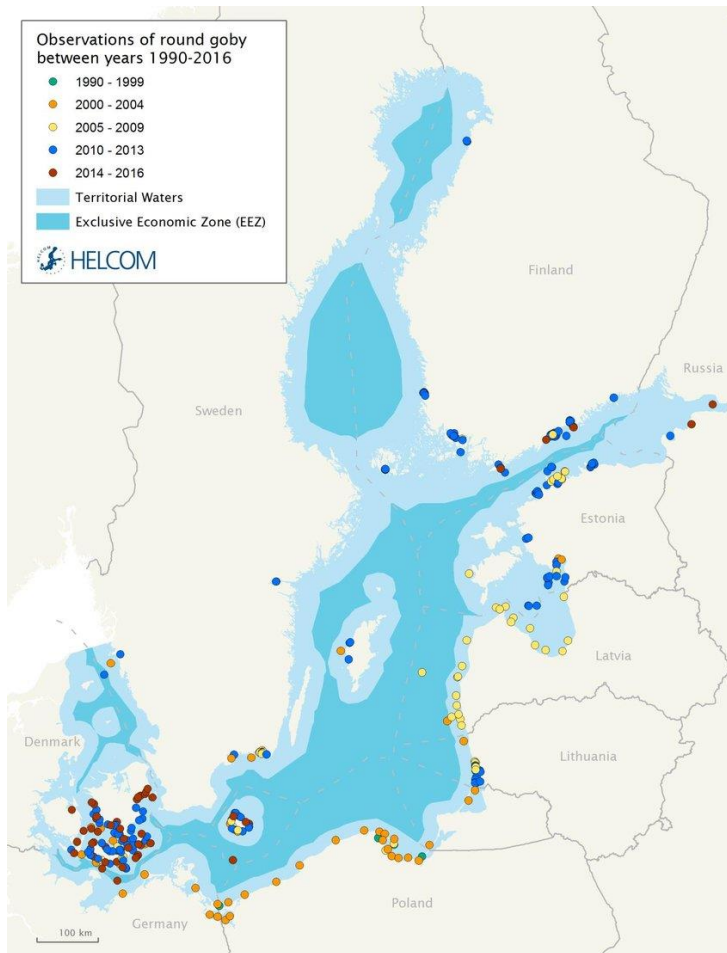 Observations of round goby
between years 1990-2016
1990 - 1999
2000 - 2004
2005 - 2009
2010 - 2013
2014 - 2016
Territorial Waters
Exclusive Economic Zone (EEZ)
HELCOM
Finland
Russia
Sweden
Estonia
Latvia
Denmark
Lithuania
Poland
Germany
100 km